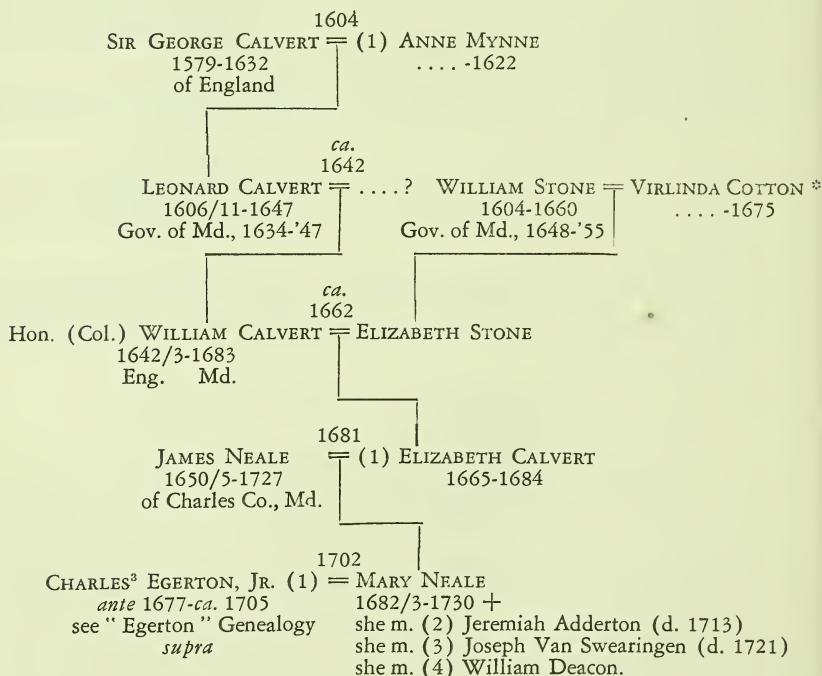 1604
SIR GEORGE CALVERT = (1) ANNE MYNNE
1579-1632 . . . . -1622
of England
ca.
1642
LEONARD CALVERT = . . . . ? WILLIAM STONE = VIRLINDA COTTON *
1606/11-1647 1604-1660 . . . . -1675
Gov. of Md., 1634-'47 Gov. of Md., 1648-'55
ca.
1662
Hon. (Col.) WILLIAM CALVERT = ELIZABETH STONE
1642/3-1683
Eng. Md.
1681
JAMES NEALE = (1) ELIZABETH CALVERT
1650/5-1727 1665-1684
of Charles Co., Md.
1702
CHARLES³ EGERTON, JR. (1) = MARY NEALE
ante 1677-ca. 1705 1682/3-1730 +
see "Egerton" Genealogy she m. (2) Jeremiah Adderton (d. 1713)
supra she m. (3) Joseph Van Swearingen (d. 1721)
she m. (4) William Deacon.